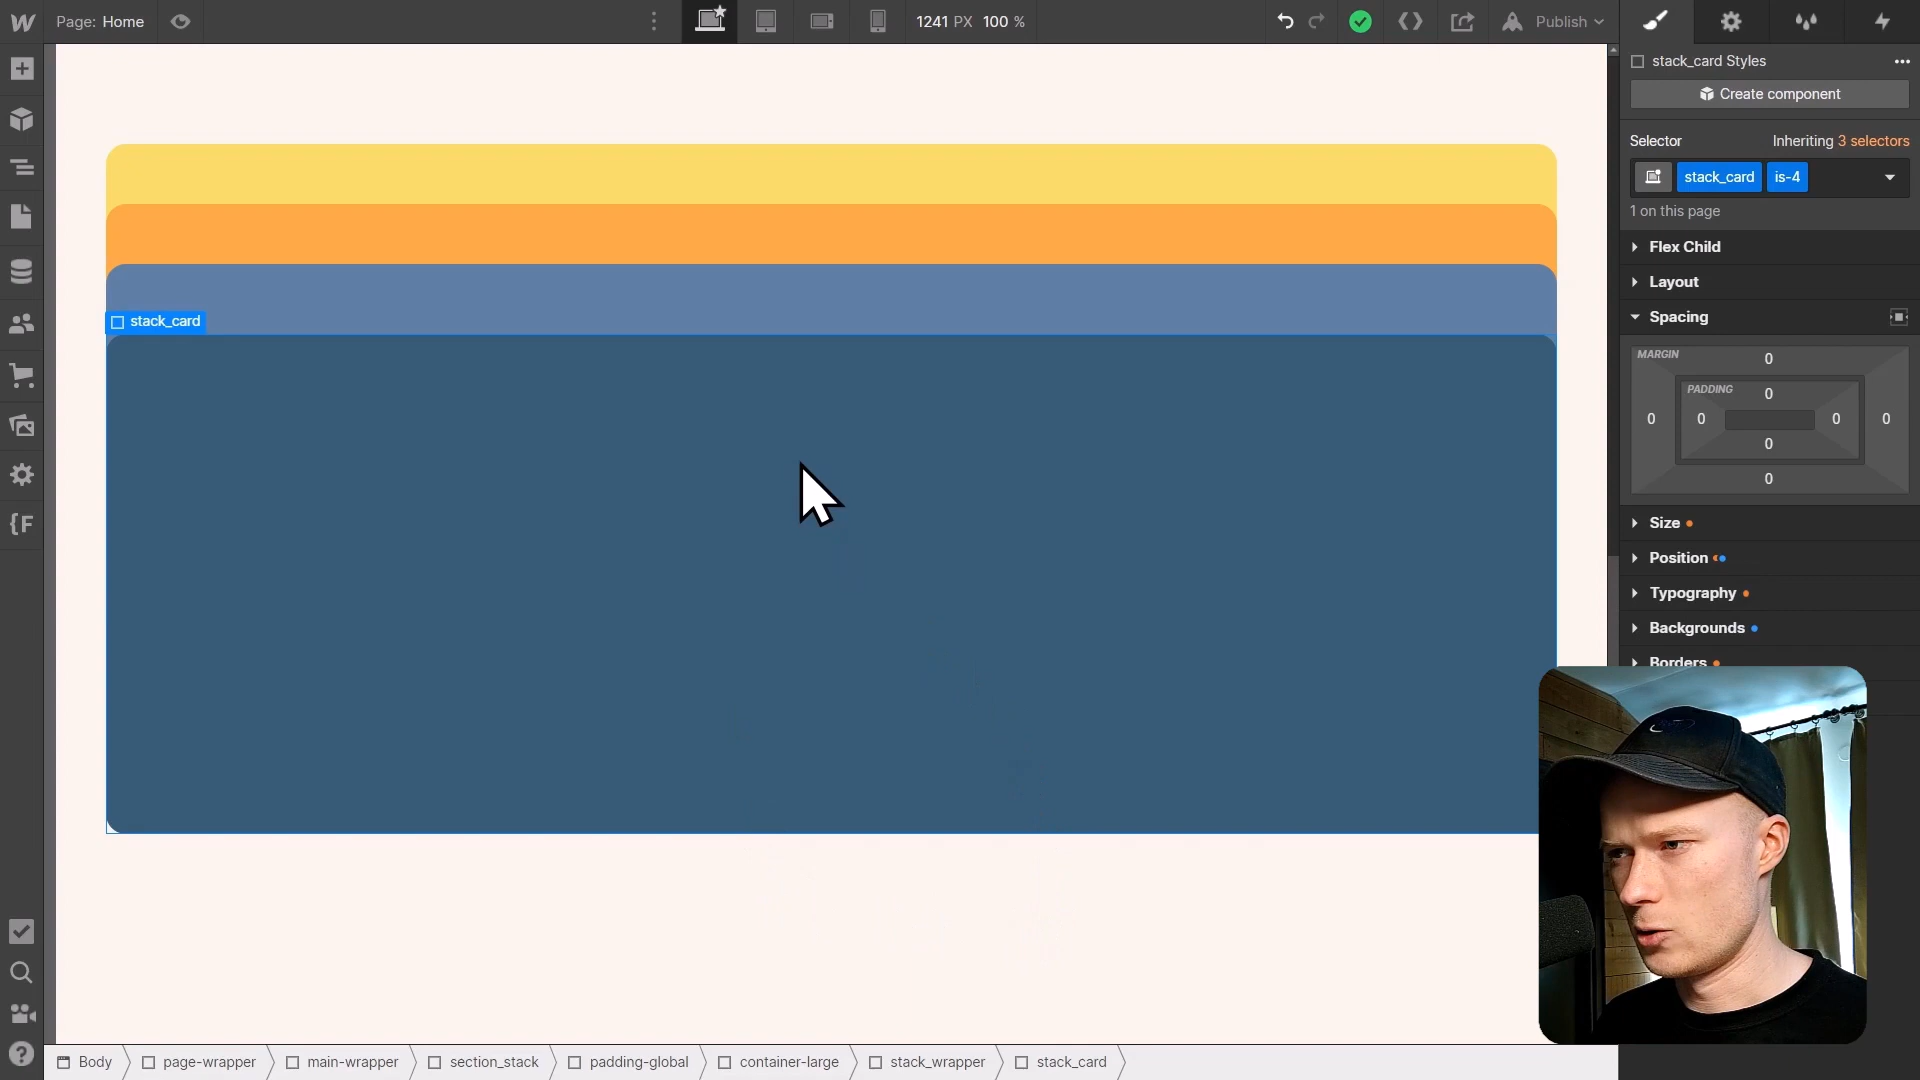 Page: Home
1241 PX 100 %
Publish
stack_card Styles
Create component
Selector
Inheriting 3 selectors
stack_card is-4
1 on this page
Flex Child
Layout
Spacing
MARGIN
0
PADDING
0
0 0 0 0
0
0
Size
Position
Typography
Backgrounds
Borders
stack_card
{F
Body
page-wrapper
main-wrapper
section_stack
padding-global
container-large
stack_wrapper
stack_card